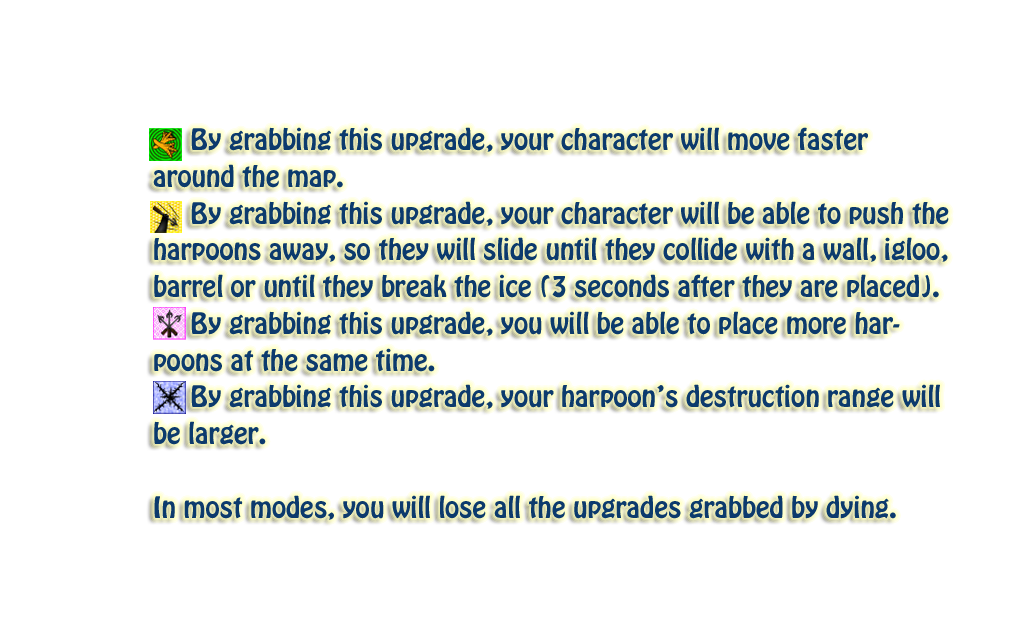 By grabbing this upgrade, your character will move faster
around the map.
By grabbing this upgrade, your character will be able to push the
harpoons away, so they will slide until they collide with a wall, igloo,
barrel or until they break the ice (3 seconds after they are placed).
By grabbing this upgrade, you will be able to place more har-
poons at the same time.
By grabbing this upgrade, your harpoon's destruction range will
be larger.
In most modes, you will lose all the upgrades grabbed by dying.